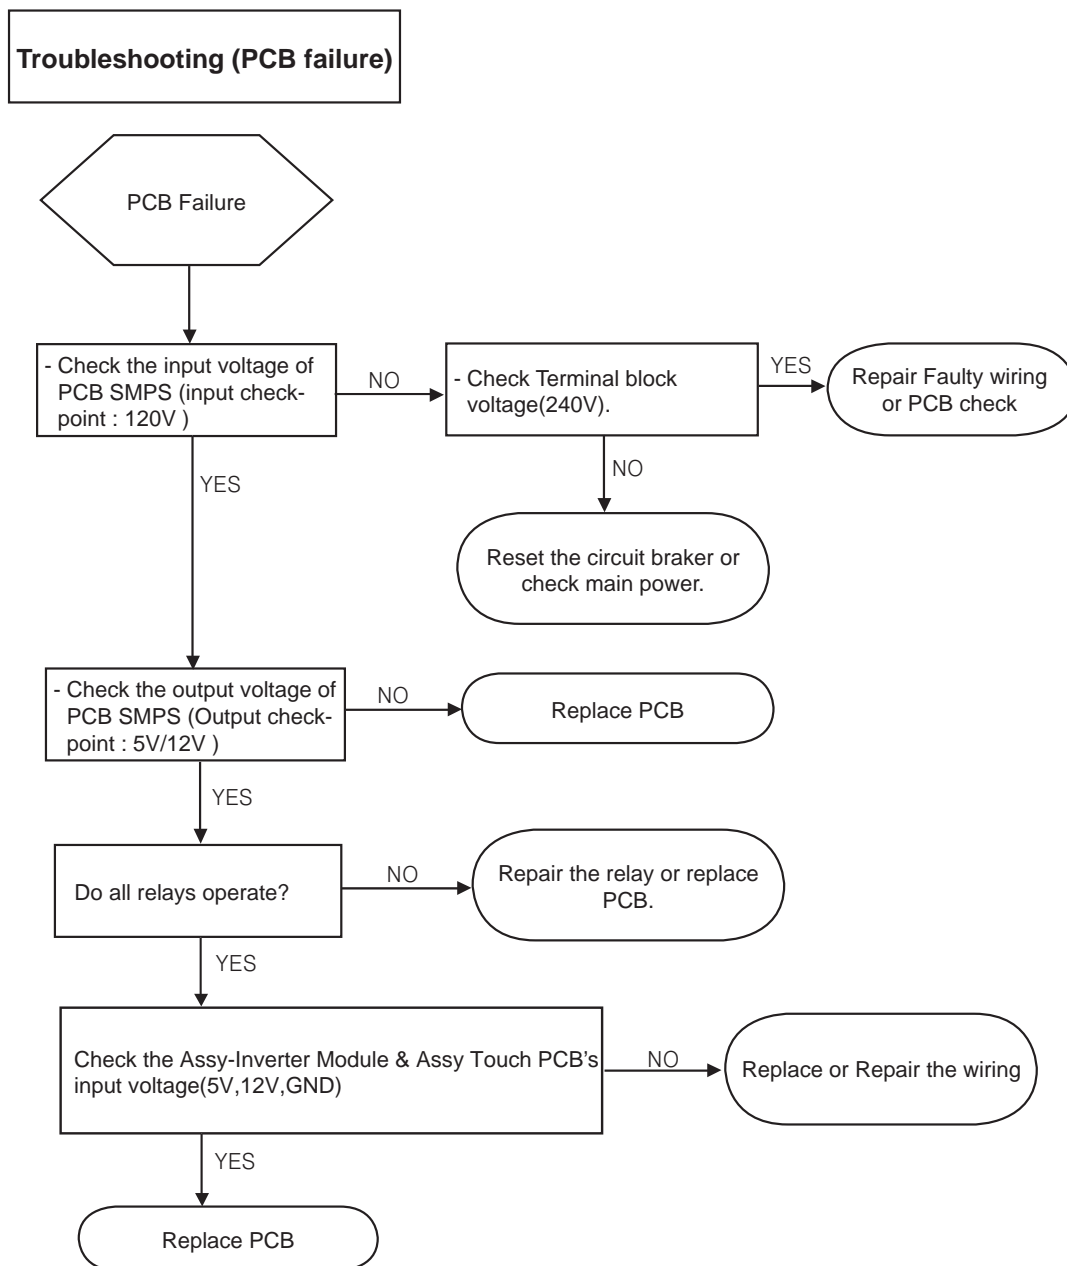 Troubleshooting (PCB failure)
PCB Failure
- Check the input voltage of
PCB SMPS (input check-
point : 120V )
NO
- Check Terminal block
voltage(240V).
YES
Repair Faulty wiring
or PCB check
NO
Reset the circuit braker or
check main power.
YES
- Check the output voltage of
PCB SMPS (Output check-
point : 5V/12V )
NO
Replace PCB
YES
Do all relays operate?
NO
Repair the relay or replace
PCB.
YES
Check the Assy-Inverter Module & Assy Touch PCB’s
input voltage(5V,12V,GND)
NO
Replace or Repair the wiring
YES
Replace PCB